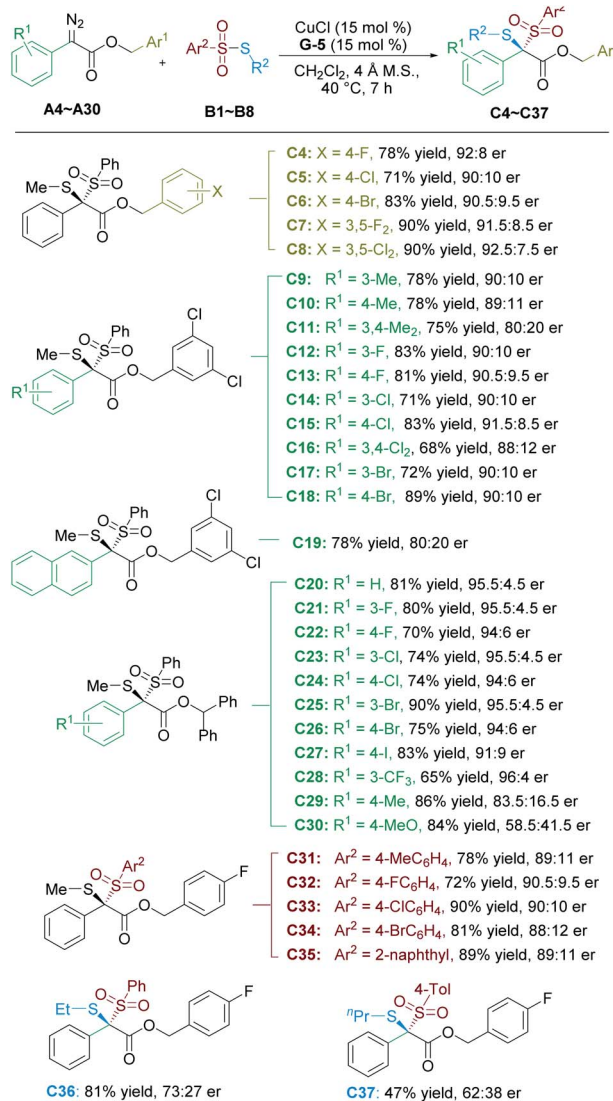 R¹ N₂ O O Ar¹
A4~A30
+
Ar² O S O S R²
B1~B8
CuCl (15 mol %)
G-5 (15 mol %)
CH₂Cl₂, 4 Å M.S.,
40 °C, 7 h
R² S Ar² S O O R¹ O O Ar
C4~C37
MeS Ph S O O O O X
C4: X = 4-F, 78% yield, 92:8 er
C5: X = 4-Cl, 71% yield, 90:10 er
C6: X = 4-Br, 83% yield, 90.5:9.5 er
C7: X = 3,5-F₂, 90% yield, 91.5:8.5 er
C8: X = 3,5-Cl₂, 90% yield, 92.5:7.5 er
MeS Ph S O O R¹ O O Cl Cl
C9: R¹ = 3-Me, 78% yield, 90:10 er
C10: R¹ = 4-Me, 78% yield, 89:11 er
C11: R¹ = 3,4-Me₂, 75% yield, 80:20 er
C12: R¹ = 3-F, 83% yield, 90:10 er
C13: R¹ = 4-F, 81% yield, 90.5:9.5 er
C14: R¹ = 3-Cl, 71% yield, 90:10 er
C15: R¹ = 4-Cl, 83% yield, 91.5:8.5 er
C16: R¹ = 3,4-Cl₂, 68% yield, 88:12 er
C17: R¹ = 3-Br, 72% yield, 90:10 er
C18: R¹ = 4-Br, 89% yield, 90:10 er
MeS Ph S O O O O Cl Cl
C19: 78% yield, 80:20 er
MeS Ph S O O R¹ O O Ph Ph
C20: R¹ = H, 81% yield, 95.5:4.5 er
C21: R¹ = 3-F, 80% yield, 95.5:4.5 er
C22: R¹ = 4-F, 70% yield, 94:6 er
C23: R¹ = 3-Cl, 74% yield, 95.5:4.5 er
C24: R¹ = 4-Cl, 74% yield, 94:6 er
C25: R¹ = 3-Br, 90% yield, 95.5:4.5 er
C26: R¹ = 4-Br, 75% yield, 94:6 er
C27: R¹ = 4-I, 83% yield, 91:9 er
C28: R¹ = 3-CF₃, 65% yield, 96:4 er
C29: R¹ = 4-Me, 86% yield, 83.5:16.5 er
C30: R¹ = 4-MeO, 84% yield, 58.5:41.5 er
MeS Ar² S O O O O F
C31: Ar² = 4-MeC₆H₄, 78% yield, 89:11 er
C32: Ar² = 4-FC₆H₄, 72% yield, 90.5:9.5 er
C33: Ar² = 4-ClC₆H₄, 90% yield, 90:10 er
C34: Ar² = 4-BrC₆H₄, 81% yield, 88:12 er
C35: Ar² = 2-naphthyl, 89% yield, 89:11 er
Et S Ph S O O O O F
C36: 81% yield, 73:27 er
ⁿPr S 4-Tol S O O O O F
C37: 47% yield, 62:38 er